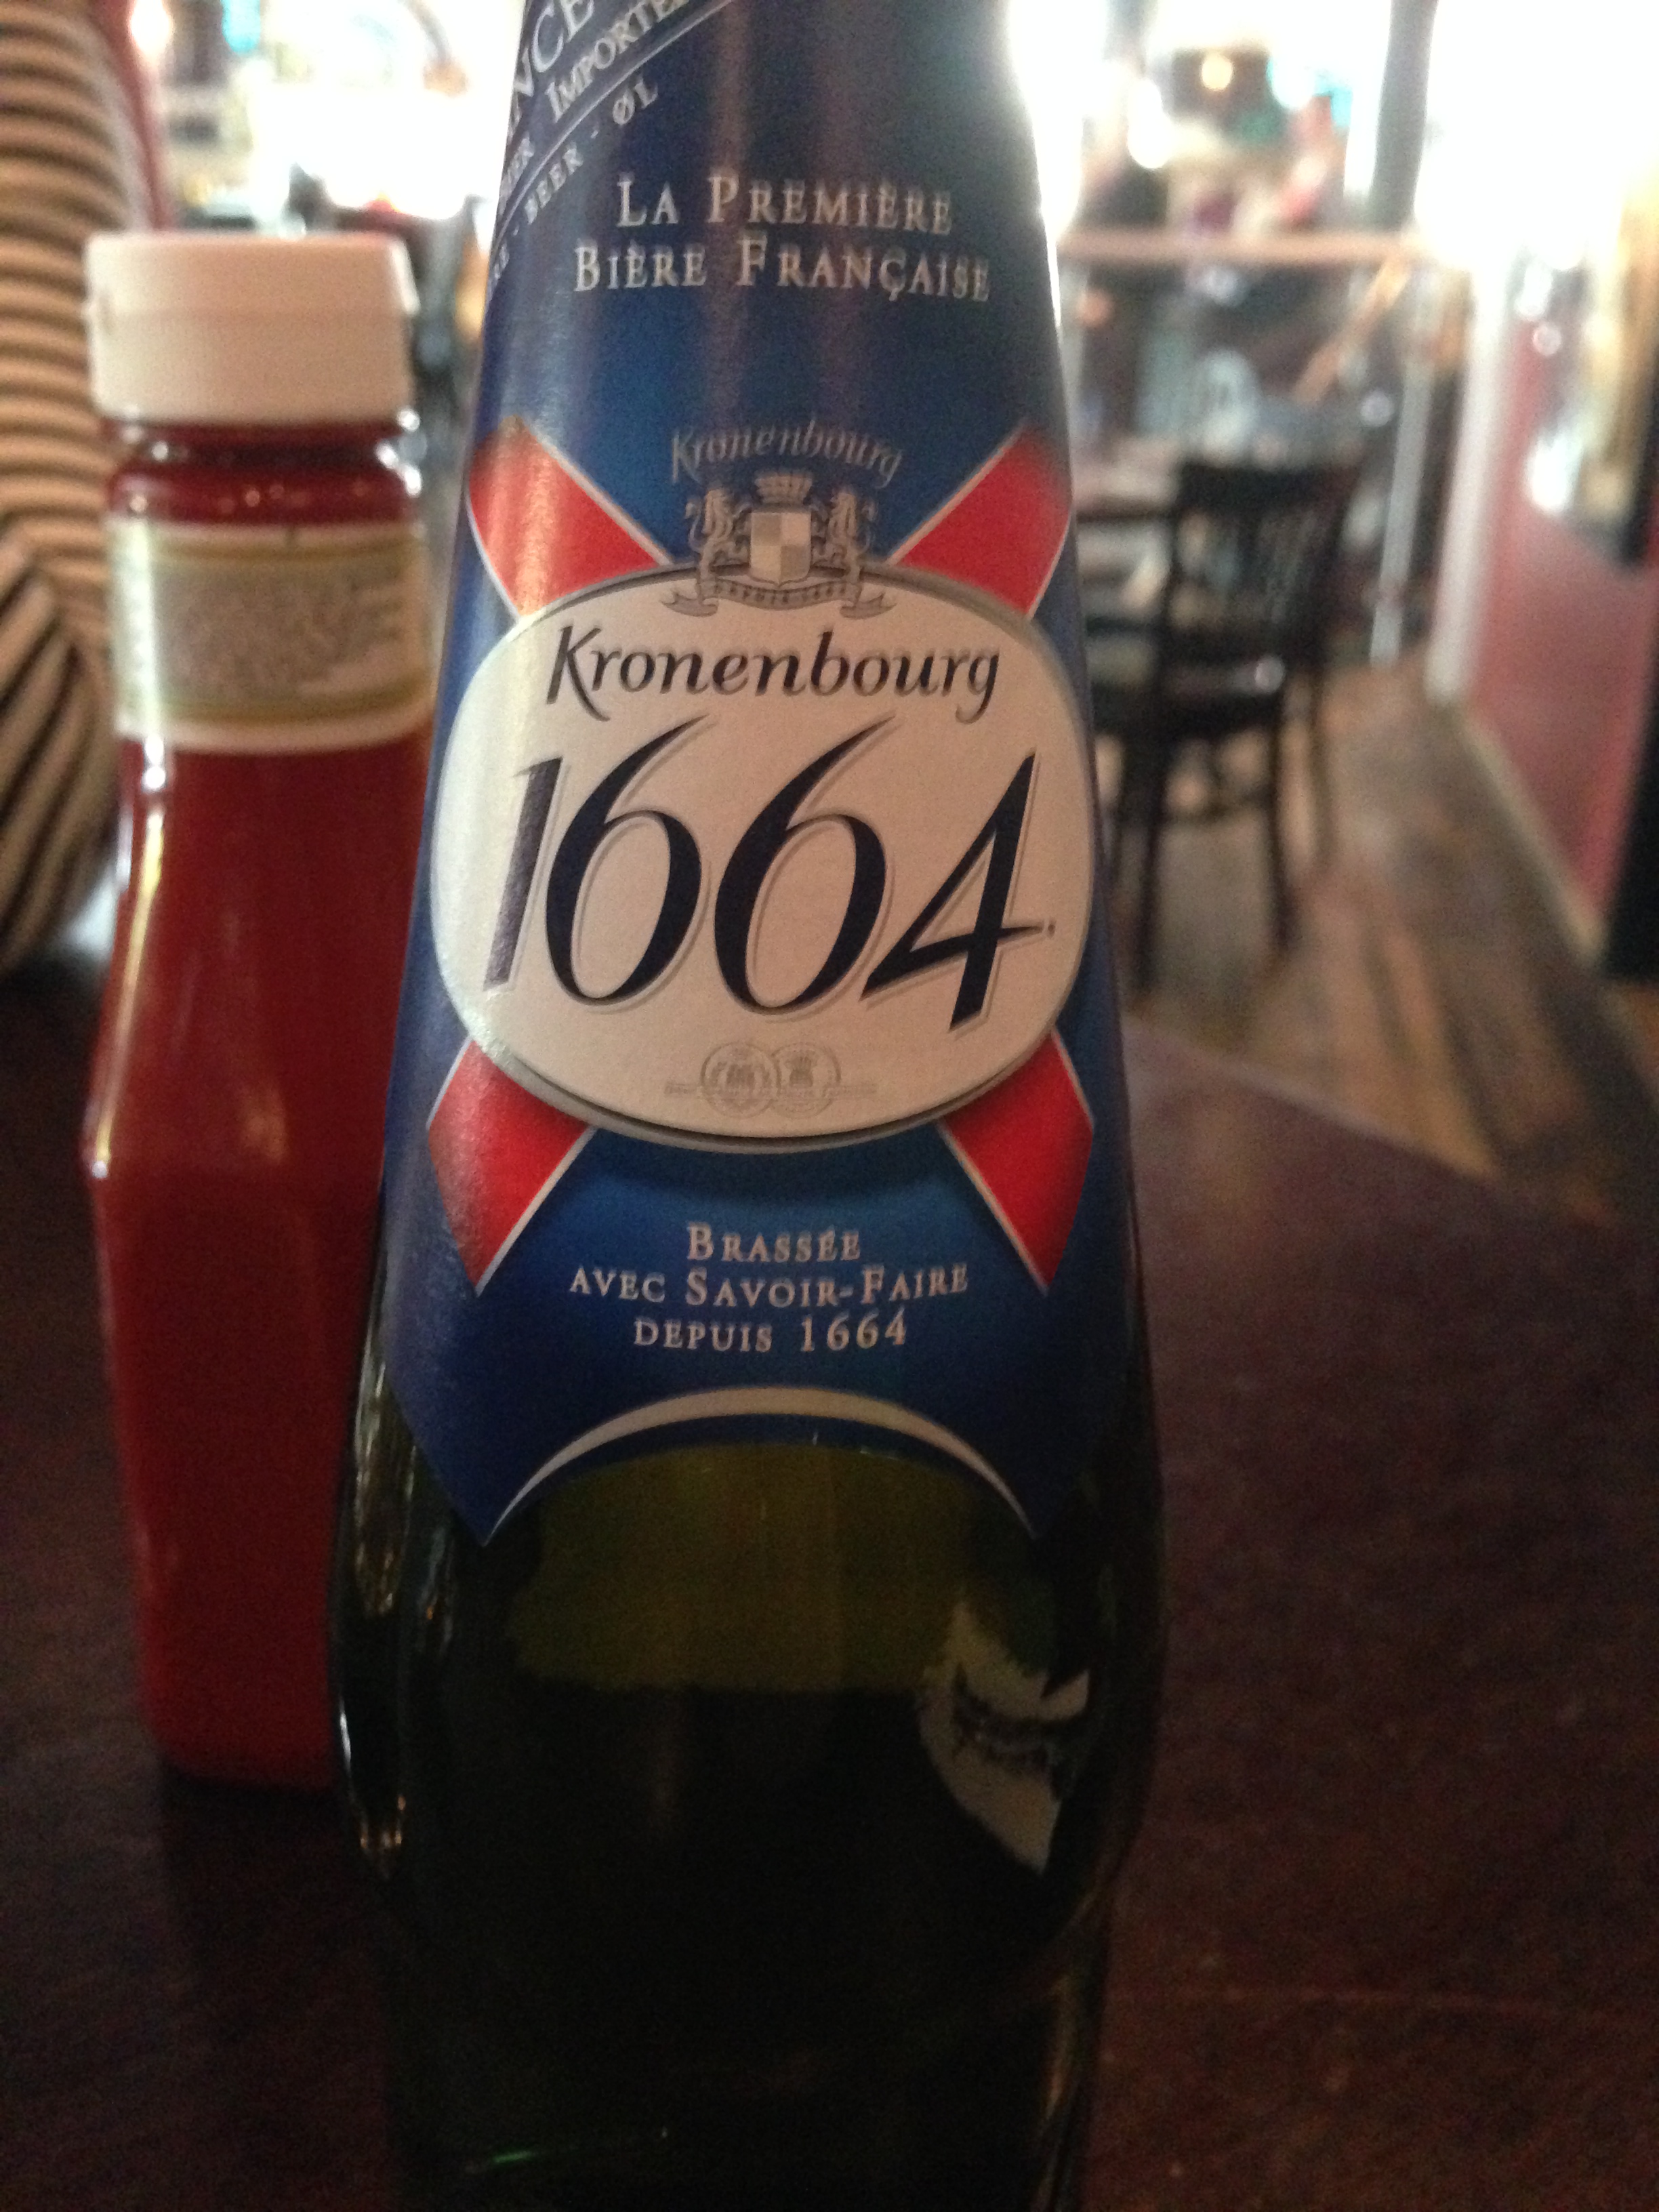 IMPORTE
BEER - ØL
LA PREMIÈRE
BIÈRE FRANÇAISE
Kronenbourg
Kronenbourg
1664
BRASSÉE
AVEC SAVOIR-FAIRE
DEPUIS 1664